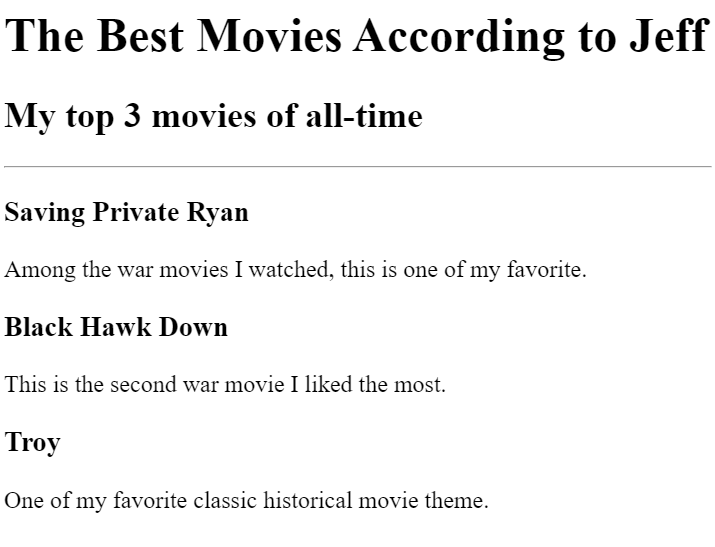 The Best Movies According to Jeff
My top 3 movies of all-time
Saving Private Ryan
Among the war movies I watched, this is one of my favorite.
Black Hawk Down
This is the second war movie I liked the most.
Troy
One of my favorite classic historical movie theme.